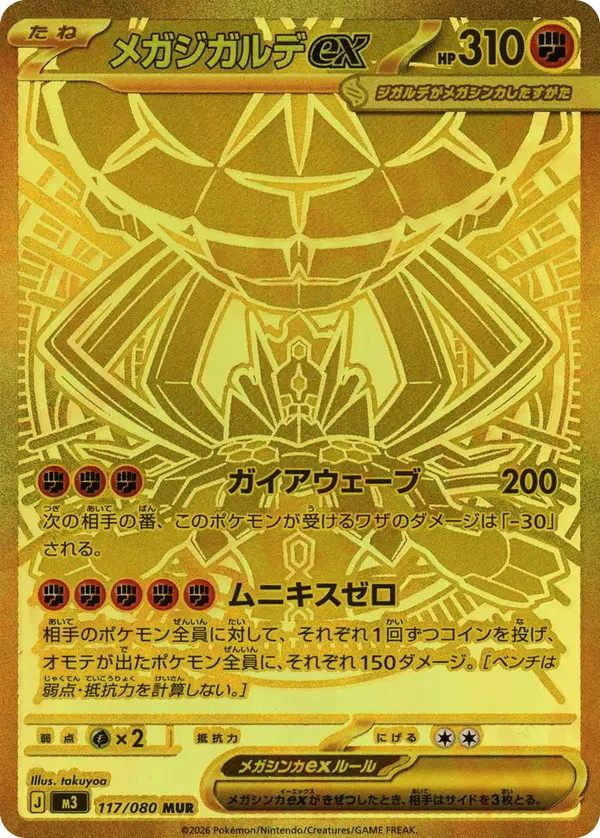 たね メガジガルデex HP310
ジガルデがメガシンカしたすがた
ガイアウェーブ 200
次の相手の番、このポケモンが受けるワザのダメージは「-30」
される。
ムニキスゼロ
相手のポケモン全員に対して、それぞれ1回ずつコインを投げ、
オモテが出たポケモン全員に、それぞれ150ダメージ。[ベンチは
弱点・抵抗力を計算しない。]
弱点 ×2 抵抗力 にげる
Illus. takuyoa
メガシンカexルール
J M3 117/080 MUR
メガシンカexがきぜつしたとき、相手はサイドを3枚とる。
©2026 Pokémon/Nintendo/Creatures/GAME FREAK.